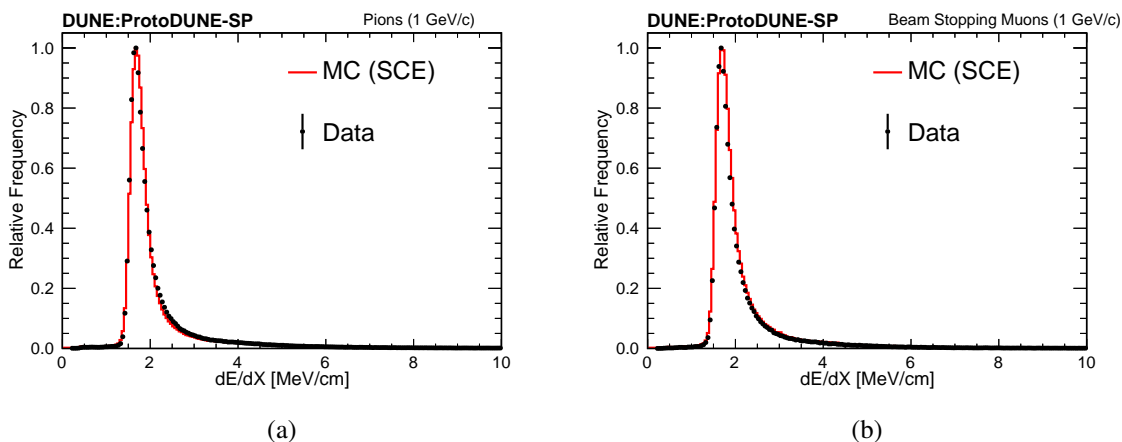 DUNE:ProtoDUNE-SP Pions (1 GeV/c)
1.0
0.8
0.6
0.4
0.2
0.0
Relative Frequency
MC (SCE)
Data
0 2 4 6 8 10
dE/dX [MeV/cm]
(a)
DUNE:ProtoDUNE-SP Beam Stopping Muons (1 GeV/c)
1.0
0.8
0.6
0.4
0.2
0.0
Relative Frequency
MC (SCE)
Data
0 2 4 6 8 10
dE/dX [MeV/cm]
(b)